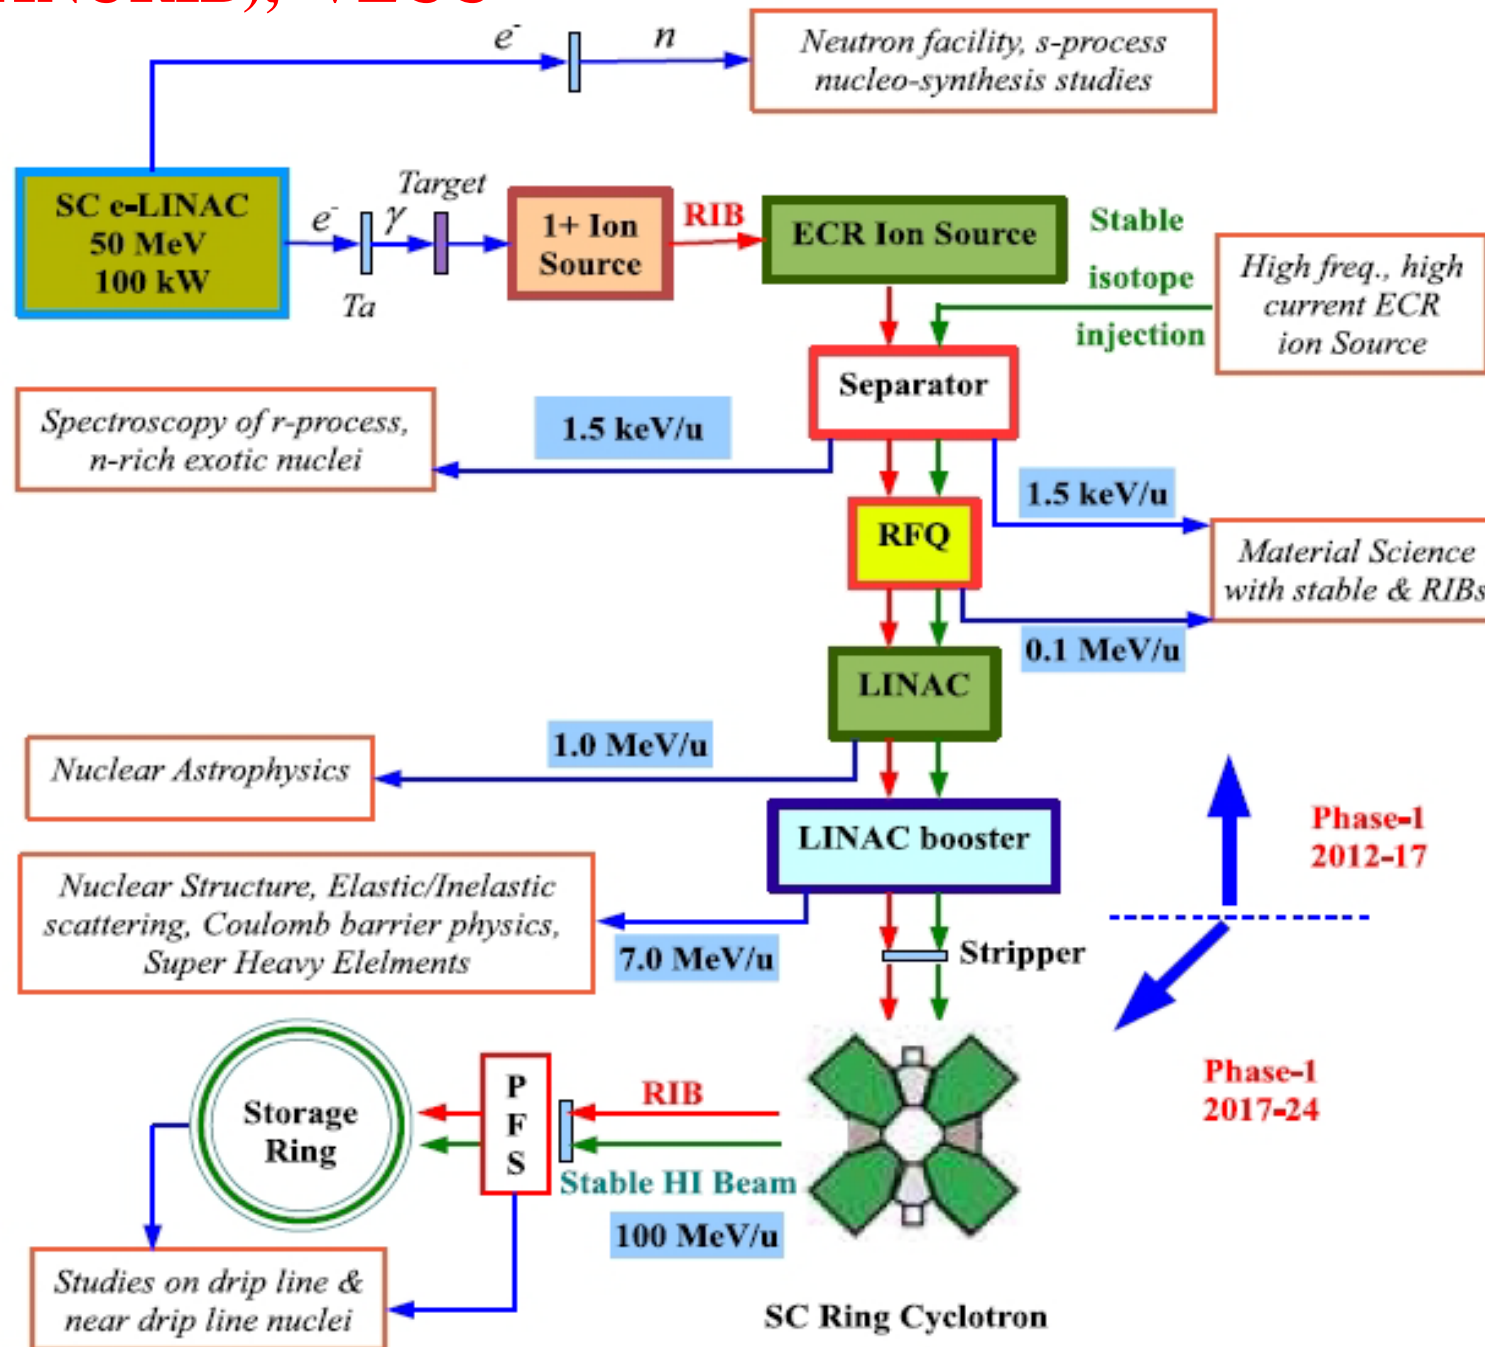 e⁻
n
Neutron facility, s-process
nucleo-synthesis studies
SC e-LINAC
50 MeV
100 kW
e⁻
γ
Target
Ta
1+ Ion
Source
RIB
ECR Ion Source
Stable
isotope
injection
High freq., high
current ECR
ion Source
Separator
Spectroscopy of r-process,
n-rich exotic nuclei
1.5 keV/u
1.5 keV/u
RFQ
Material Science
with stable & RIBs
0.1 MeV/u
LINAC
1.0 MeV/u
Nuclear Astrophysics
LINAC booster
Phase-1
2012-17
Nuclear Structure, Elastic/Inelastic
scattering, Coulomb barrier physics,
Super Heavy Elelments
7.0 MeV/u
Stripper
Phase-1
2017-24
Storage
Ring
P
F
S
RIB
Stable HI Beam
100 MeV/u
Studies on drip line &
near drip line nuclei
SC Ring Cyclotron